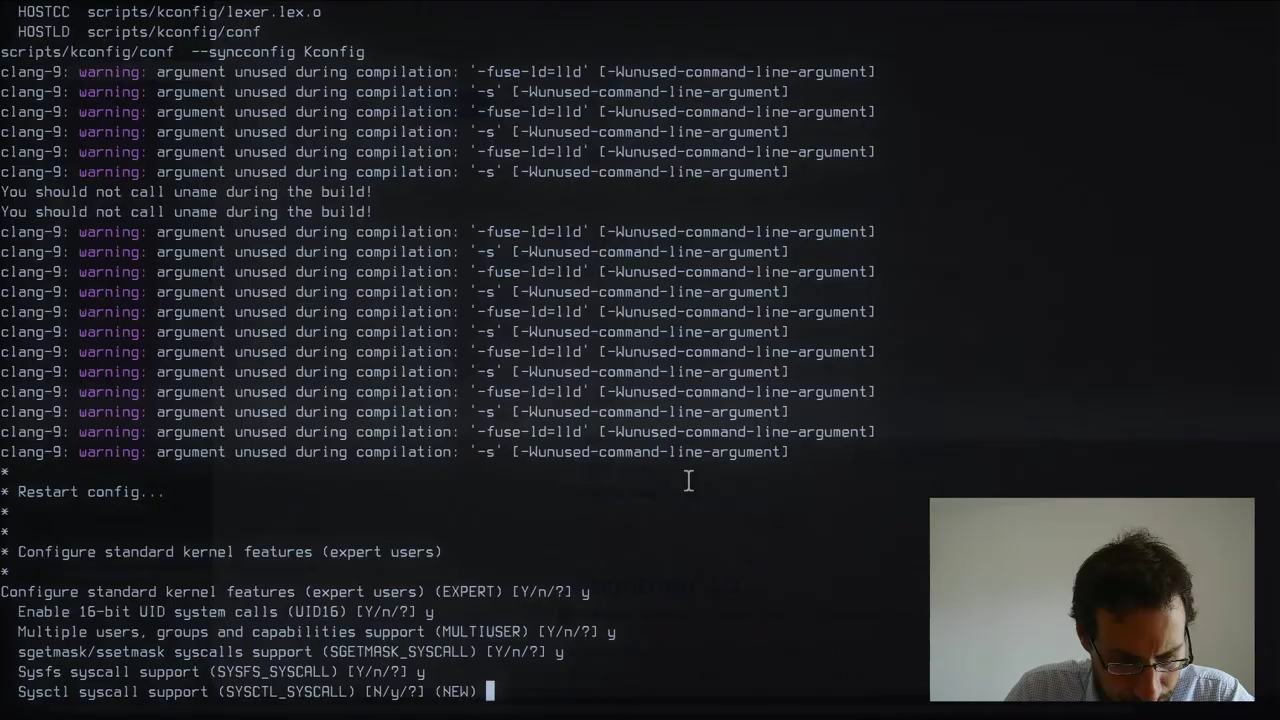 HOSTCC scripts/kconfig/lexer.lex.o
HOSTLD scripts/kconfig/conf
scripts/kconfig/conf --syncconfig Kconfig
clang-9: warning: argument unused during compilation: '-fuse-ld=lld' [-Wunused-command-line-argument]
clang-9: warning: argument unused during compilation: '-s' [-Wunused-command-line-argument]
clang-9: warning: argument unused during compilation: '-fuse-ld=lld' [-Wunused-command-line-argument]
clang-9: warning: argument unused during compilation: '-s' [-Wunused-command-line-argument]
clang-9: warning: argument unused during compilation: '-fuse-ld=lld' [-Wunused-command-line-argument]
clang-9: warning: argument unused during compilation: '-s' [-Wunused-command-line-argument]
You should not call uname during the build!
You should not call uname during the build!
clang-9: warning: argument unused during compilation: '-fuse-ld=lld' [-Wunused-command-line-argument]
clang-9: warning: argument unused during compilation: '-s' [-Wunused-command-line-argument]
clang-9: warning: argument unused during compilation: '-fuse-ld=lld' [-Wunused-command-line-argument]
clang-9: warning: argument unused during compilation: '-s' [-Wunused-command-line-argument]
clang-9: warning: argument unused during compilation: '-fuse-ld=lld' [-Wunused-command-line-argument]
clang-9: warning: argument unused during compilation: '-s' [-Wunused-command-line-argument]
clang-9: warning: argument unused during compilation: '-fuse-ld=lld' [-Wunused-command-line-argument]
clang-9: warning: argument unused during compilation: '-s' [-Wunused-command-line-argument]
clang-9: warning: argument unused during compilation: '-fuse-ld=lld' [-Wunused-command-line-argument]
clang-9: warning: argument unused during compilation: '-s' [-Wunused-command-line-argument]
clang-9: warning: argument unused during compilation: '-fuse-ld=lld' [-Wunused-command-line-argument]
clang-9: warning: argument unused during compilation: '-s' [-Wunused-command-line-argument]
*
* Restart config...
*
*
* Configure standard kernel features (expert users)
*
Configure standard kernel features (expert users) (EXPERT) [Y/n/?] y
Enable 16-bit UID system calls (UID16) [Y/n/?] y
Multiple users, groups and capabilities support (MULTIUSER) [Y/n/?] y
sgetmask/ssetmask syscalls support (SGETMASK_SYSCALL) [Y/n/?] y
Sysfs syscall support (SYSFS_SYSCALL) [Y/n/?] y
Sysctl syscall support (SYSCTL_SYSCALL) [N/y/?] (NEW)